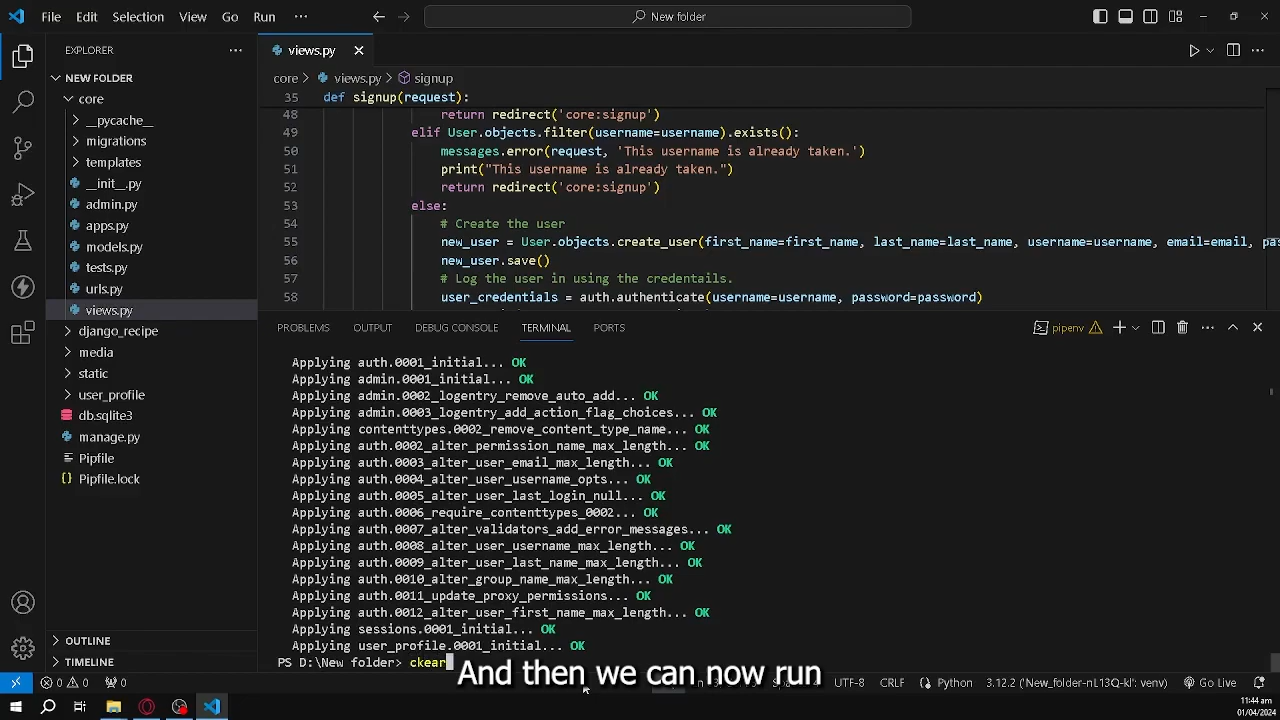 File Edit Selection View Go Run ··· New folder
EXPLORER ···
views.py
NEW FOLDER
core > views.py > signup
core
__pycache__
migrations
templates
__init__.py
admin.py
apps.py
models.py
tests.py
urls.py
views.py
django_recipe
media
static
user_profile
db.sqlite3
manage.py
Pipfile
Pipfile.lock
OUTLINE
TIMELINE
35 def signup(request):
48 return redirect('core:signup')
49 elif User.objects.filter(username=username).exists():
50 messages.error(request, 'This username is already taken.')
51 print("This username is already taken.")
52 return redirect('core:signup')
53 else:
54 # Create the user
55 new_user = User.objects.create_user(first_name=first_name, last_name=last_name, username=username, email=email, pas
56 new_user.save()
57 # Log the user in using the credentails.
58 user_credentials = auth.authenticate(username=username, password=password)
PROBLEMS OUTPUT DEBUG CONSOLE TERMINAL PORTS pipenv
Applying auth.0001_initial... OK
Applying admin.0001_initial... OK
Applying admin.0002_logentry_remove_auto_add... OK
Applying admin.0003_logentry_add_action_flag_choices... OK
Applying contenttypes.0002_remove_content_type_name... OK
Applying auth.0002_alter_permission_name_max_length... OK
Applying auth.0003_alter_user_email_max_length... OK
Applying auth.0004_alter_user_username_opts... OK
Applying auth.0005_alter_user_last_login_null... OK
Applying auth.0006_require_contenttypes_0002... OK
Applying auth.0007_alter_validators_add_error_messages... OK
Applying auth.0008_alter_user_username_max_length... OK
Applying auth.0009_alter_user_last_name_max_length... OK
Applying auth.0010_alter_group_name_max_length... OK
Applying auth.0011_update_proxy_permissions... OK
Applying auth.0012_alter_user_first_name_max_length... OK
Applying sessions.0001_initial... OK
Applying user_profile.0001_initial... OK
PS D:\New folder> ckear
And then we can now run
0 0 0 UTF-8 CRLF Python 3.12.2 ('New_folder-nL13Q-kl': venv) Go Live
11:44 am
01/04/2024